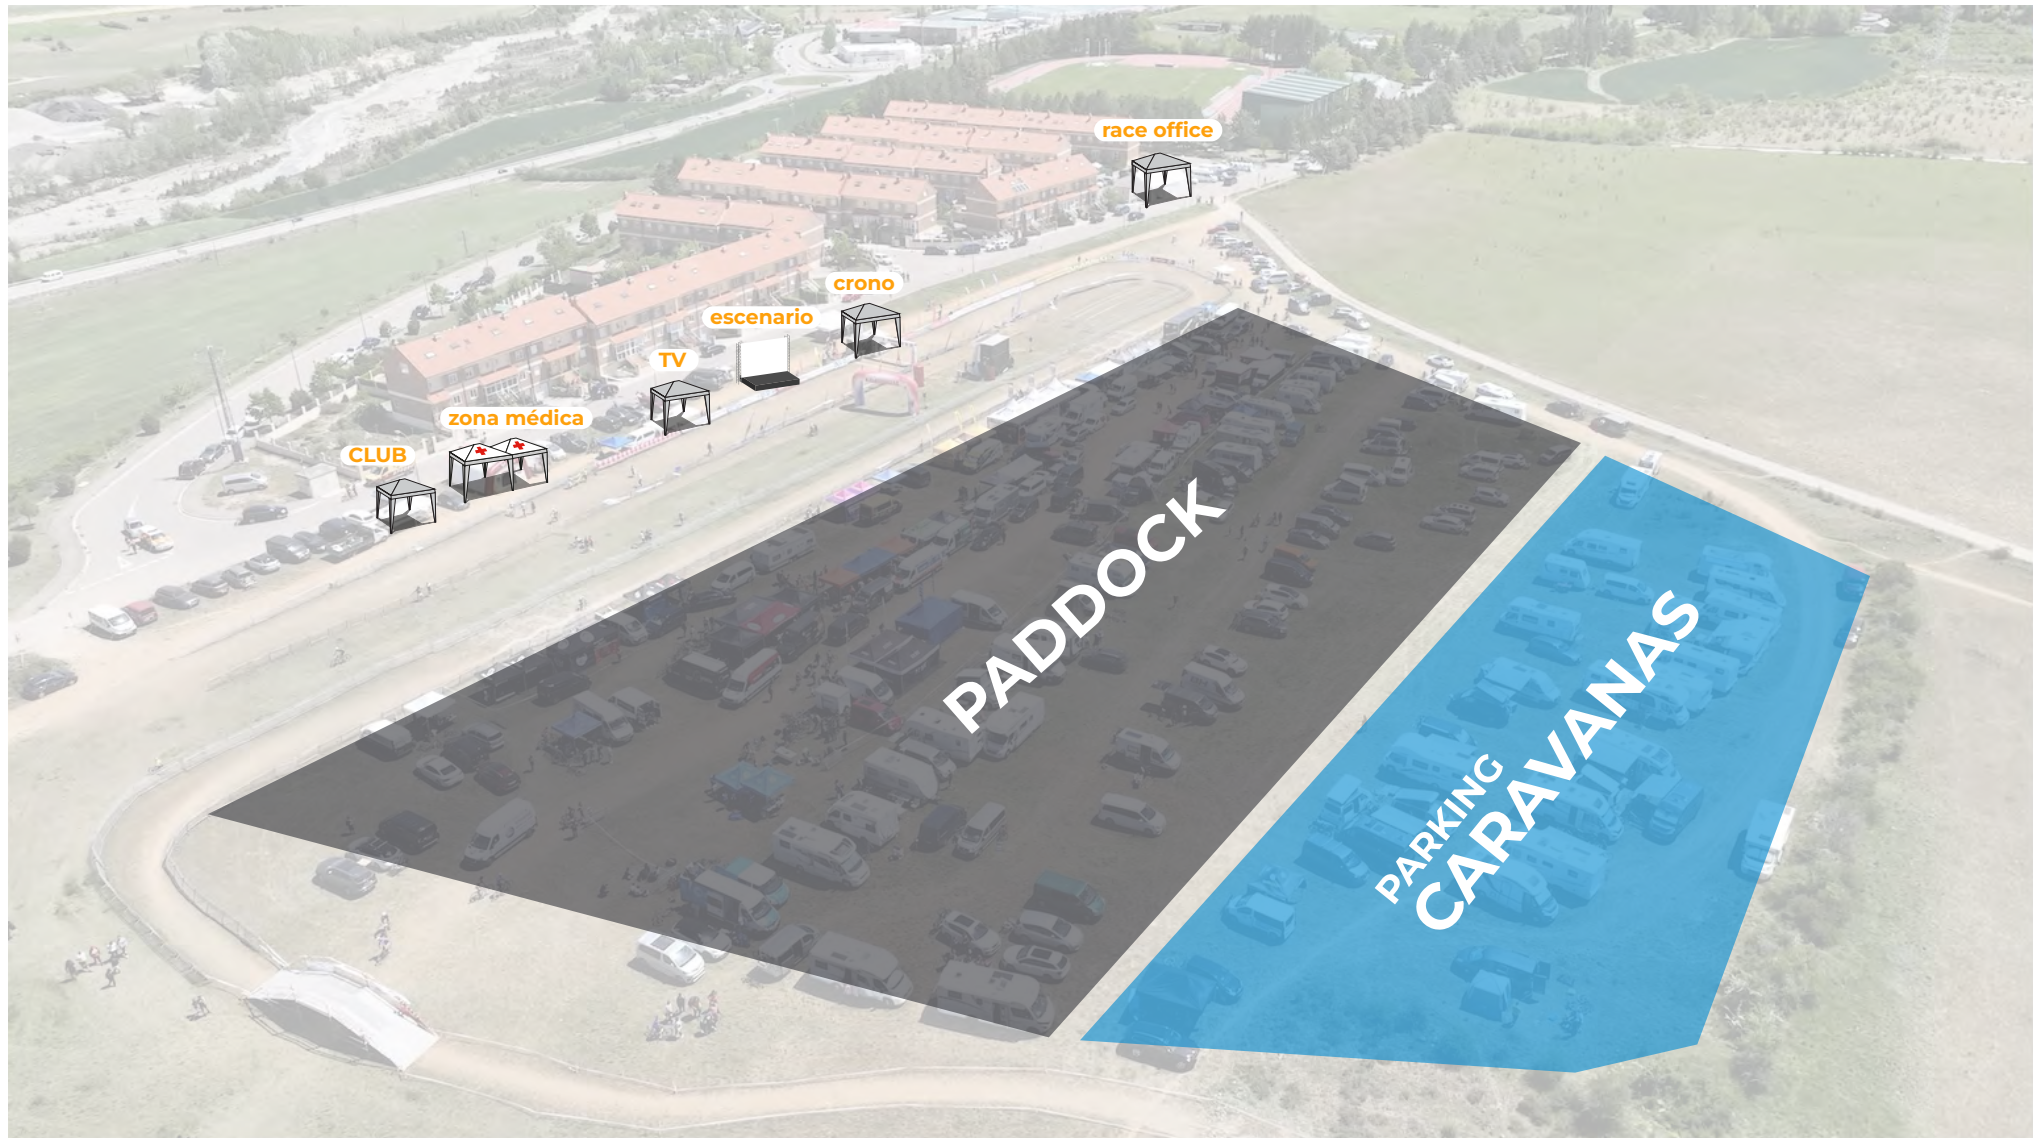 race office
crono
escenario
TV
zona médica
CLUB
PADDOCK
PARKING
CARAVANAS